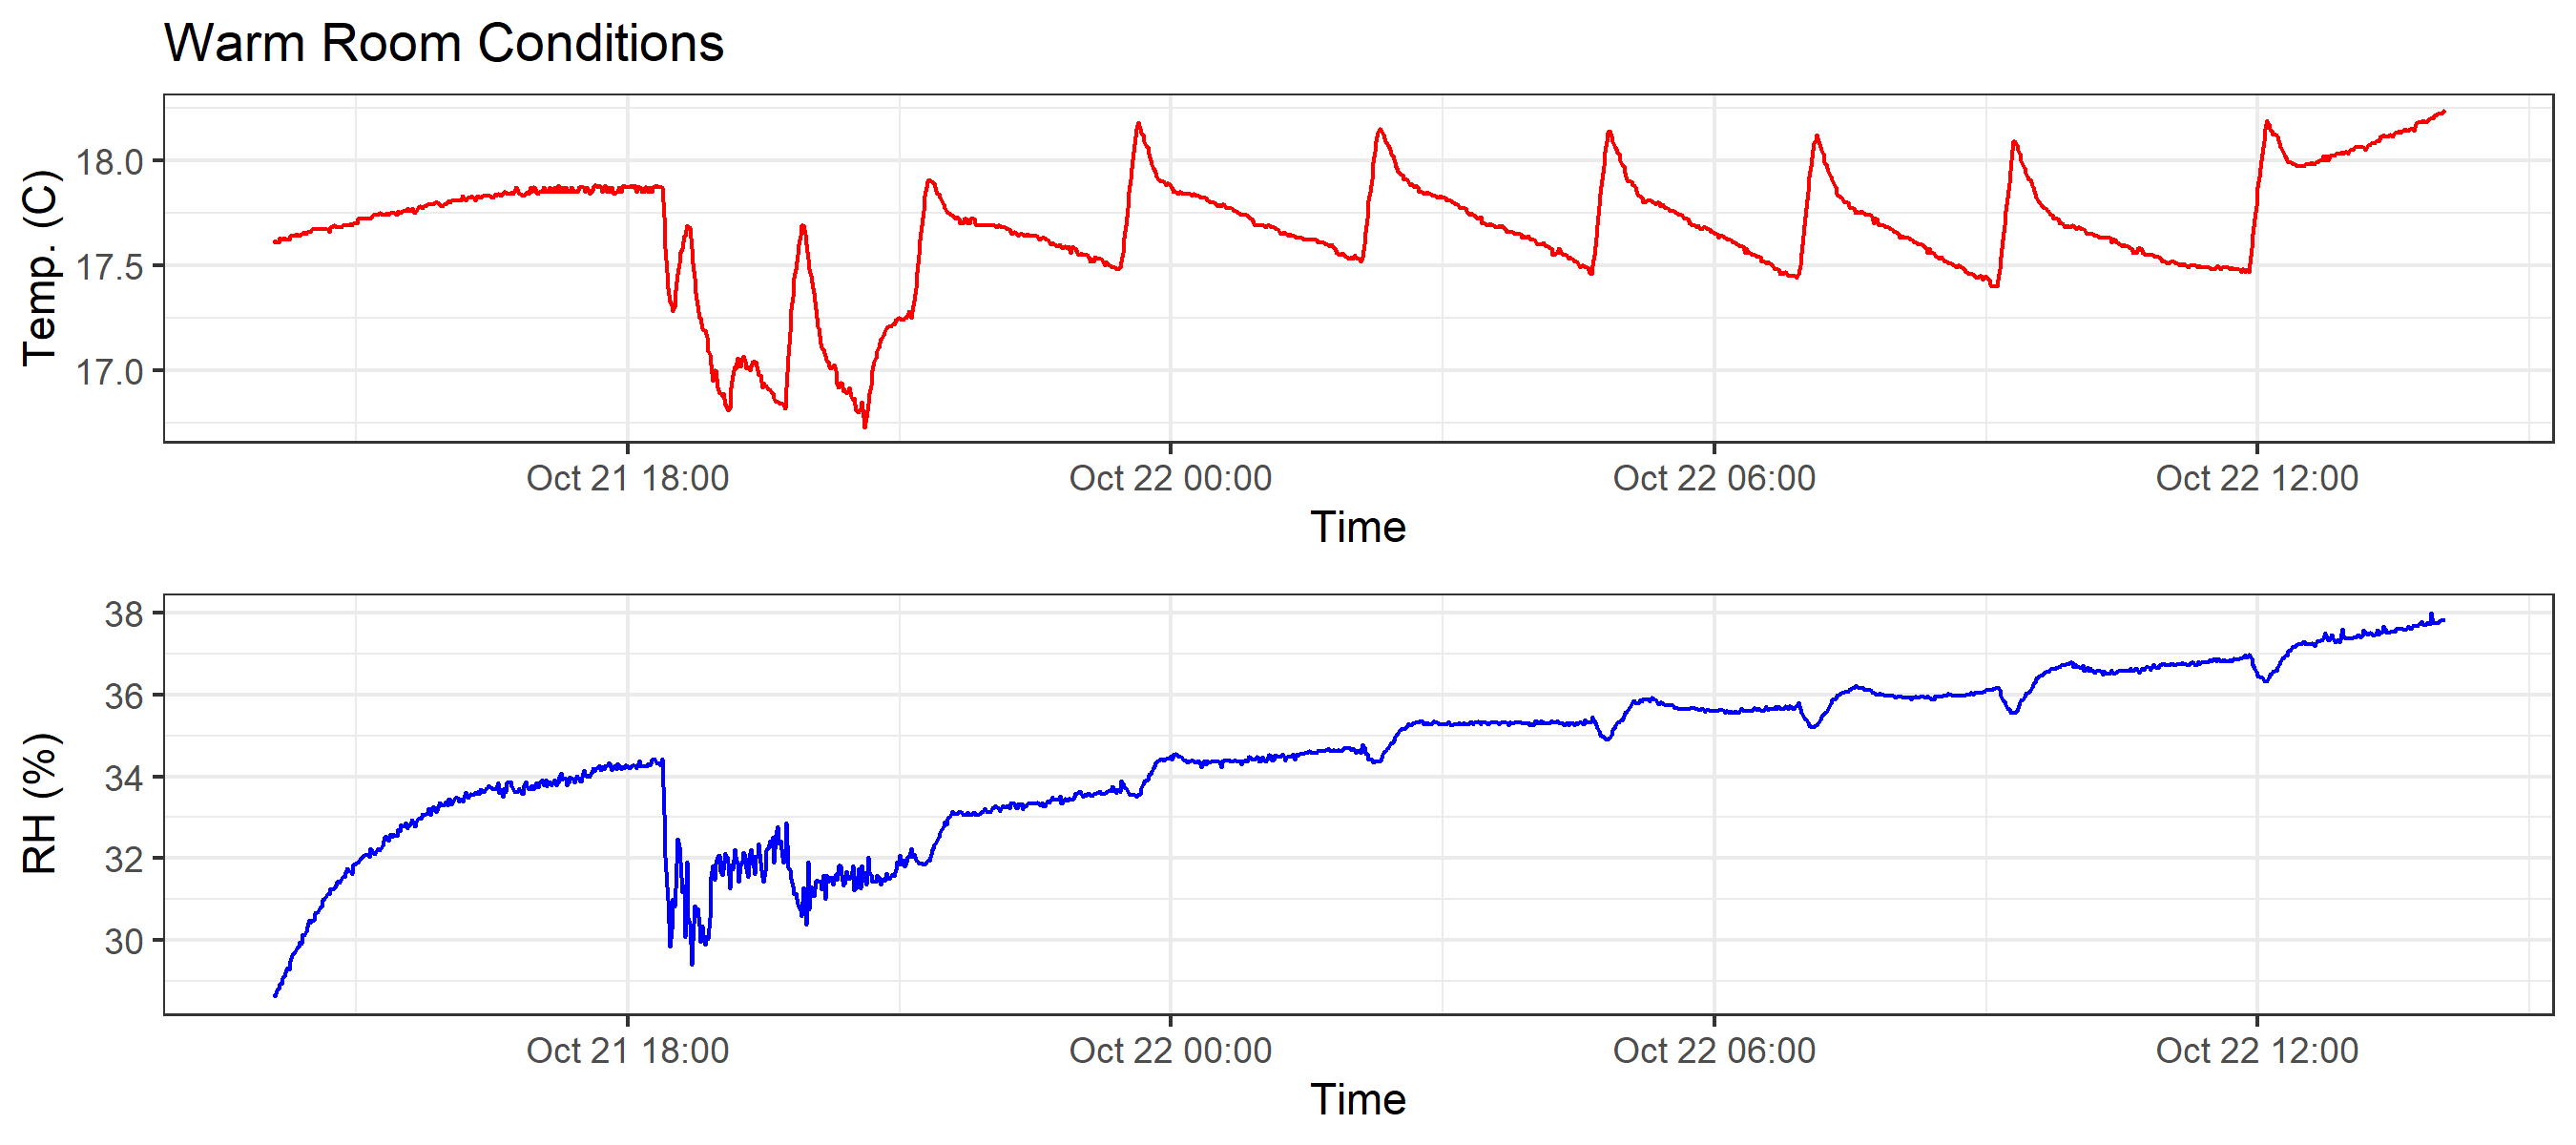 Warm Room Conditions
Temp. (C)
18.0
17.5
17.0
Oct 21 18:00 Oct 22 00:00 Oct 22 06:00 Oct 22 12:00
Time
RH (%)
38
36
34
32
30
Oct 21 18:00 Oct 22 00:00 Oct 22 06:00 Oct 22 12:00
Time